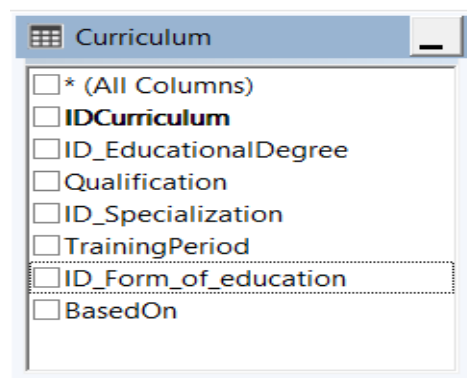 Curriculum
* (All Columns)
IDCurriculum
ID_EducationalDegree
Qualification
ID_Specialization
TrainingPeriod
ID_Form_of_education
BasedOn